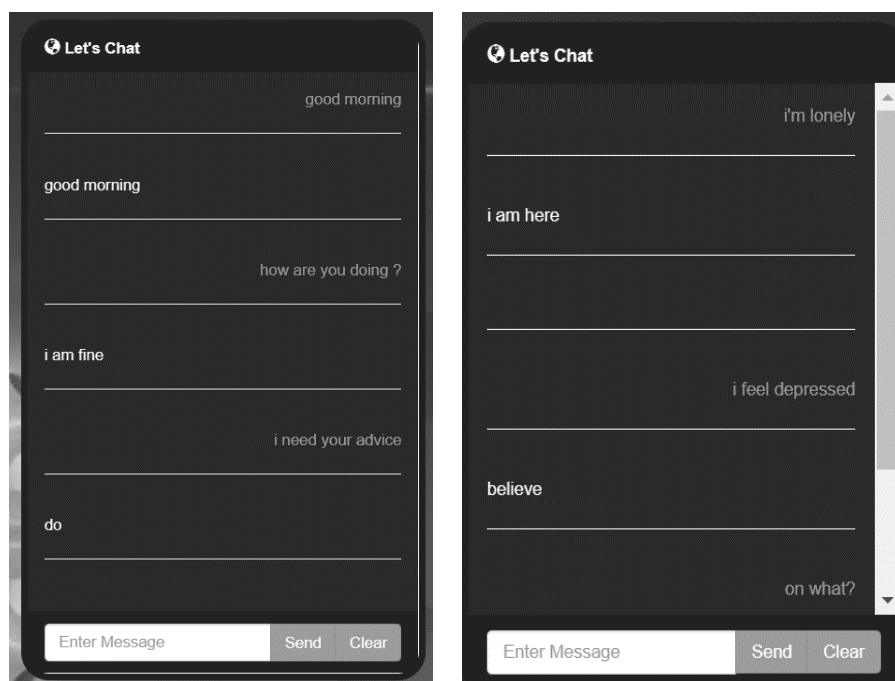 Let's Chat
good morning
good morning
how are you doing ?
i am fine
i need your advice
do
Enter Message
Send
Clear
Let's Chat
i'm lonely
i am here
i feel depressed
believe
on what?
Enter Message
Send
Clear